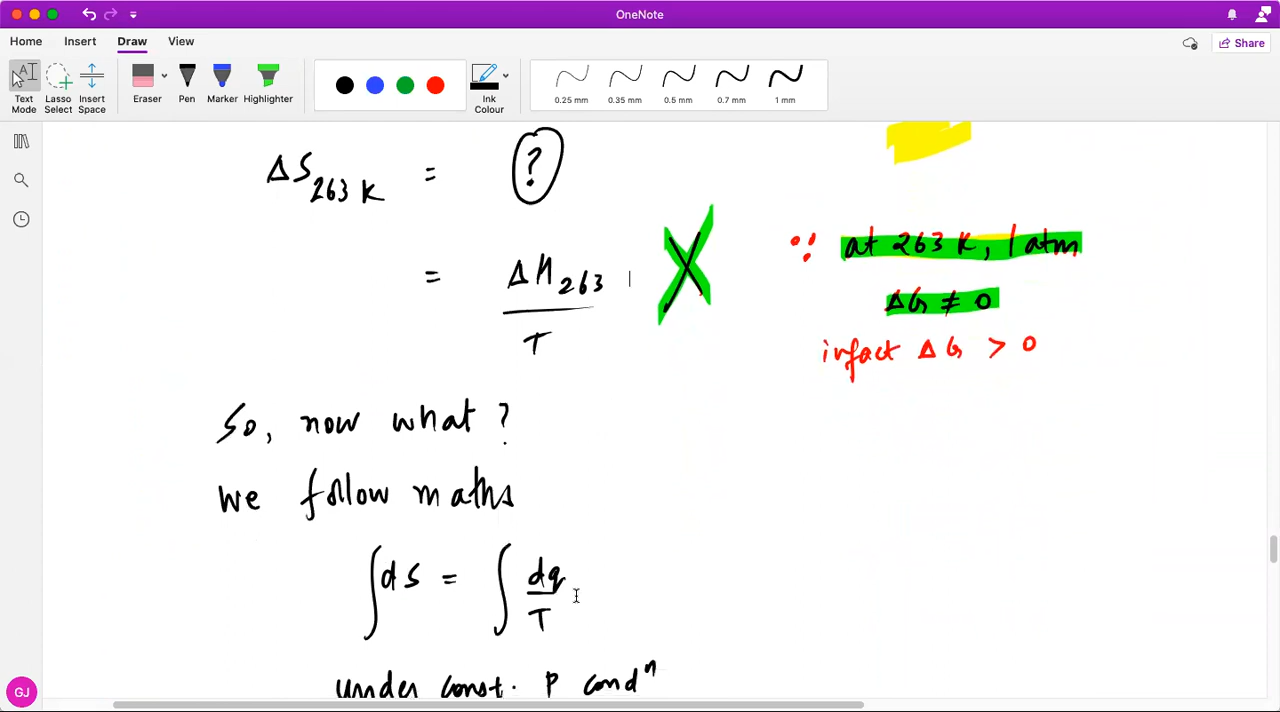 OneNote
Home Insert Draw View
Share
Text Mode
Lasso Select
Insert Space
Eraser
Pen
Marker
Highlighter
Ink Colour
0.25 mm
0.35 mm
0.5 mm
0.7 mm
1 mm
ΔS263 K = ?
= ΔH263 / T
∵ at 263 K, 1 atm
ΔG ≠ 0
infact ΔG > 0
So, now what ?
we follow maths
∫dS = ∫ dq / T
under const. P condⁿ
GJ